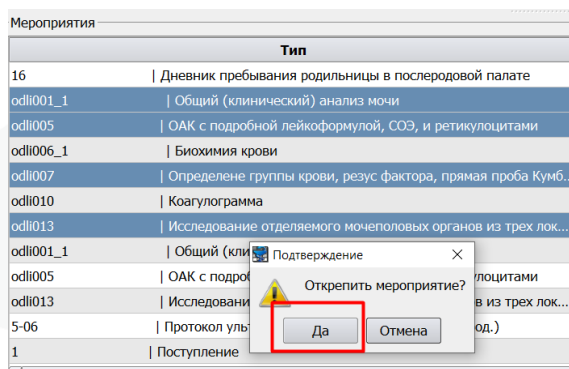 Мероприятия
Тип
16 | Дневник пребывания родильницы в послеродовой палате
odli001_1 | Общий (клинический) анализ мочи
odli005 | ОАК с подробной лейкоформулой, СОЭ, и ретикулоцитами
odli006_1 | Биохимия крови
odli007 | Определене группы крови, резус фактора, прямая проба Кумб...
odli010 | Коагулограмма
odli013 | Исследование отделяемого мочеполовых органов из трех лок...
odli001_1 | Общий (кли
Подтверждение
odli005 | ОАК с подроб улоцитами
Открепить мероприятие?
odli013 | Исследовани в из трех лок...
5-06 | Протокол уль од.)
Да Отмена
1 | Поступление